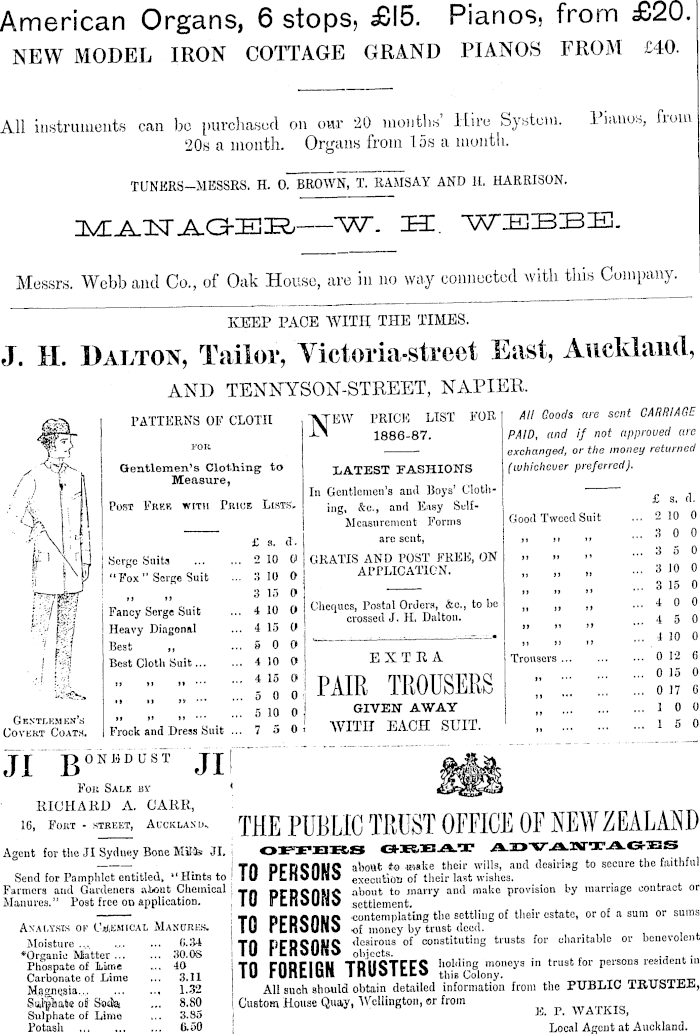 American Organs, 6 stops, £15. Pianos, from £20.
NEW MODEL IRON COTTAGE GRAND PIANOS FROM £40.
All instruments can be purchased on our 20 months' Hire System. Pianos, from
20s a month. Organs from 15s a month.
TUNERS—MESSRS. H. O. BROWN, T. RAMSAY AND H. HARRISON.
MANAGER—W. H. WEBBE.
Messrs. Webb and Co., of Oak House, are in no way connected with this Company.
KEEP PACE WITH THE TIMES.
J. H. DALTON, Tailor, Victoria-street East, Auckland,
AND TENNYSON-STREET, NAPIER.
GENTLEMEN'S
COVERT COATS.
PATTERNS OF CLOTH
FOR
Gentlemen's Clothing to
Measure,
POST FREE WITH PRICE LISTS.
£ s. d.
Serge Suits ... ... 2 10 0
"Fox" Serge Suit ... 3 10 0
„ „ 3 15 0
Fancy Serge Suit ... 4 10 0
Heavy Diagonal ... 4 15 0
Best „ ... 5 0 0
Best Cloth Suit ... ... 4 10 0
„ „ „ ... ... 4 15 0
„ „ „ ... ... 5 0 0
„ „ „ ... ... 5 10 0
Frock and Dress Suit ... 7 5 0
NEW PRICE LIST FOR
1886-87.
LATEST FASHIONS
In Gentlemen's and Boys' Cloth-
ing, &c., and Easy Self-
Measurement Forms
are sent,
GRATIS AND POST FREE, ON
APPLICATION.
Cheques, Postal Orders, &c., to be
crossed J. H. Dalton.
EXTRA
PAIR TROUSERS
GIVEN AWAY
WITH EACH SUIT.
All Goods are sent CARRIAGE
PAID, and if not approved are
exchanged, or the money returned
(whichever preferred).
£ s. d.
Good Tweed Suit ... 2 10 0
„ „ „ ... 3 0 0
„ „ „ ... 3 5 0
„ „ „ ... 3 10 0
„ „ „ ... 3 15 0
„ „ „ ... 4 0 0
„ „ „ ... 4 5 0
„ „ „ ... 4 10 0
Trousers ... ... ... 0 12 6
„ ... ... ... 0 15 0
„ ... ... ... 0 17 6
„ ... ... ... 1 0 0
„ ... ... ... 1 5 0
JI BONEDUST JI
FOR SALE BY
RICHARD A. CARR,
16, FORT-STREET, AUCKLAND.
Agent for the JI Sydney Bone Mills JI.
Send for Pamphlet entitled, "Hints to
Farmers and Gardeners about Chemical
Manures." Post free on application.
ANALYSIS OF CHEMICAL MANURES.
Moisture ... ... ... 6.34
*Organic Matter ... ... 30.08
Phospate of Lime ... 40
Carbonate of Lime ... 3.11
Magnesia... ... ... 1.32
Sulphate of Soda ... 8.80
Sulphate of Lime ... 3.85
Potash ... ... ... 6.50
THE PUBLIC TRUST OFFICE OF NEW ZEALAND
OFFERS GREAT ADVANTAGES
TO PERSONS about to make their wills, and desiring to secure the faithful
execution of their last wishes.
TO PERSONS about to marry and make provision by marriage contract or
settlement.
TO PERSONS contemplating the settling of their estate, or of a sum or sums
of money by trust deed.
TO PERSONS desirous of constituting trusts for charitable or benevolent
objects.
TO FOREIGN TRUSTEES holding moneys in trust for persons resident in
this Colony.
All such should obtain detailed information from the PUBLIC TRUSTEE,
Custom House Quay, Wellington, or from
E. P. WATKIS,
Local Agent at Auckland.